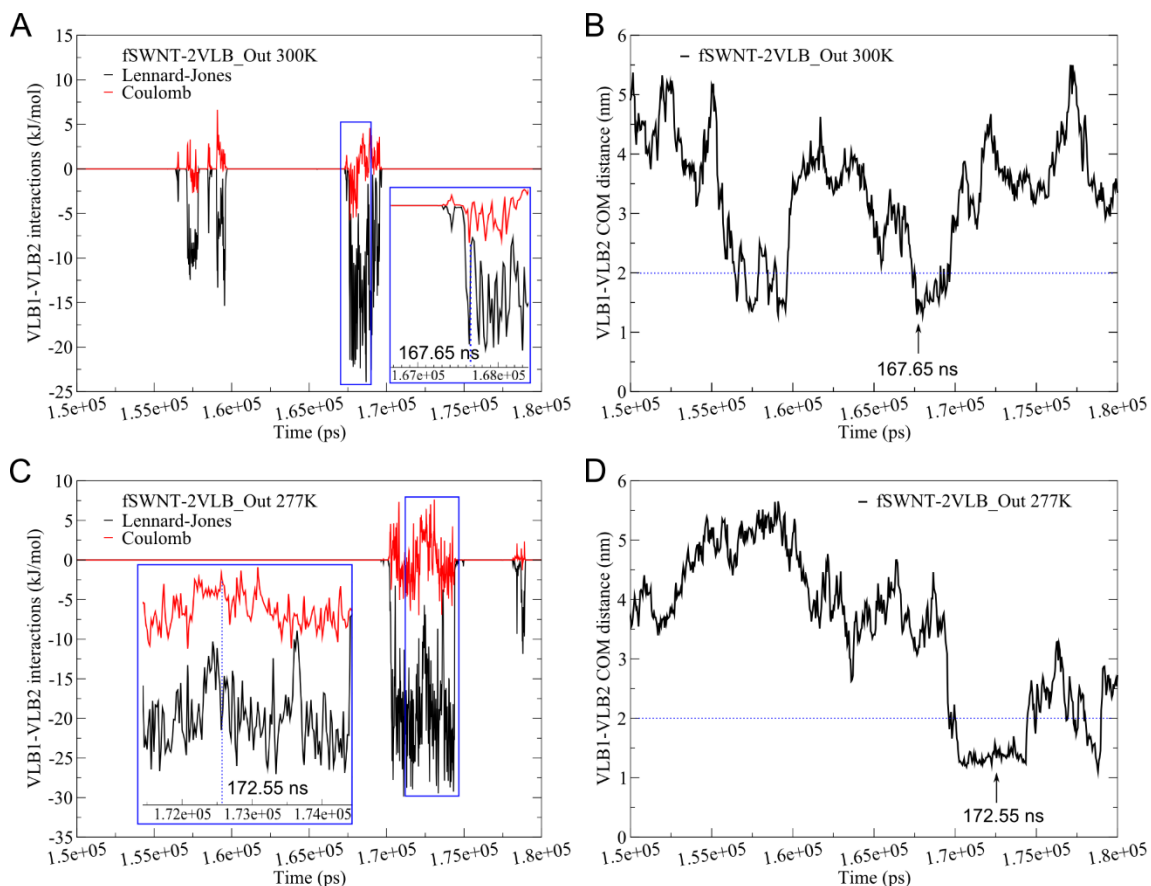 A
fSWNT-2VLB_Out 300K
Lennard-Jones
Coulomb
VLB1-VLB2 interactions (kJ/mol)
15
10
5
0
-5
-10
-15
-20
-25
167.65 ns
1.67e+05 1.68e+05
1.5e+05 1.55e+05 1.6e+05 1.65e+05 1.7e+05 1.75e+05 1.8e+05
Time (ps)
B
fSWNT-2VLB_Out 300K
VLB1-VLB2 COM distance (nm)
6
5
4
3
2
1
0
167.65 ns
1.5e+05 1.55e+05 1.6e+05 1.65e+05 1.7e+05 1.75e+05 1.8e+05
Time (ps)
C
fSWNT-2VLB_Out 277K
Lennard-Jones
Coulomb
VLB1-VLB2 interactions (kJ/mol)
10
5
0
-5
-10
-15
-20
-25
-30
-35
172.55 ns
1.72e+05 1.73e+05 1.74e+05
1.5e+05 1.55e+05 1.6e+05 1.65e+05 1.7e+05 1.75e+05 1.8e+05
Time (ps)
D
fSWNT-2VLB_Out 277K
VLB1-VLB2 COM distance (nm)
6
5
4
3
2
1
0
172.55 ns
1.5e+05 1.55e+05 1.6e+05 1.65e+05 1.7e+05 1.75e+05 1.8e+05
Time (ps)